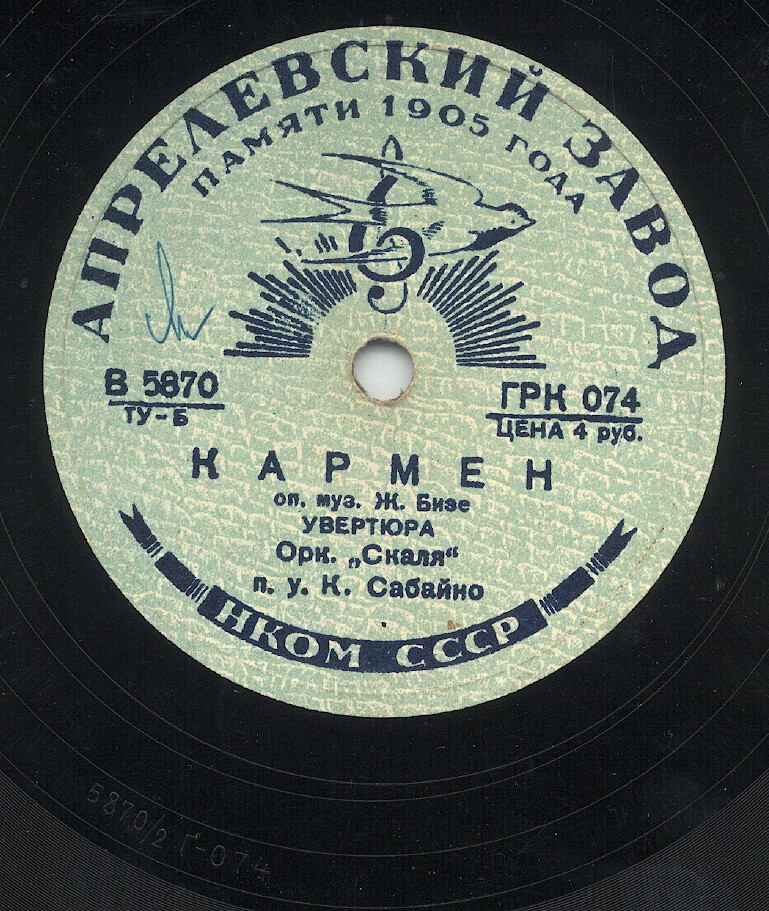 АПРЕЛЕВСКИЙ ЗАВОД
ПАМЯТИ 1905 ГОДА
В 5870
ТУ-Б
ГРК 074
ЦЕНА 4 руб.
КАРМЕН
оп. муз. Ж. Бизе
УВЕРТЮРА
Орк. „Скаля“
п. у. К. Сабайно
НКОМ СССР
5870/2 Г-074